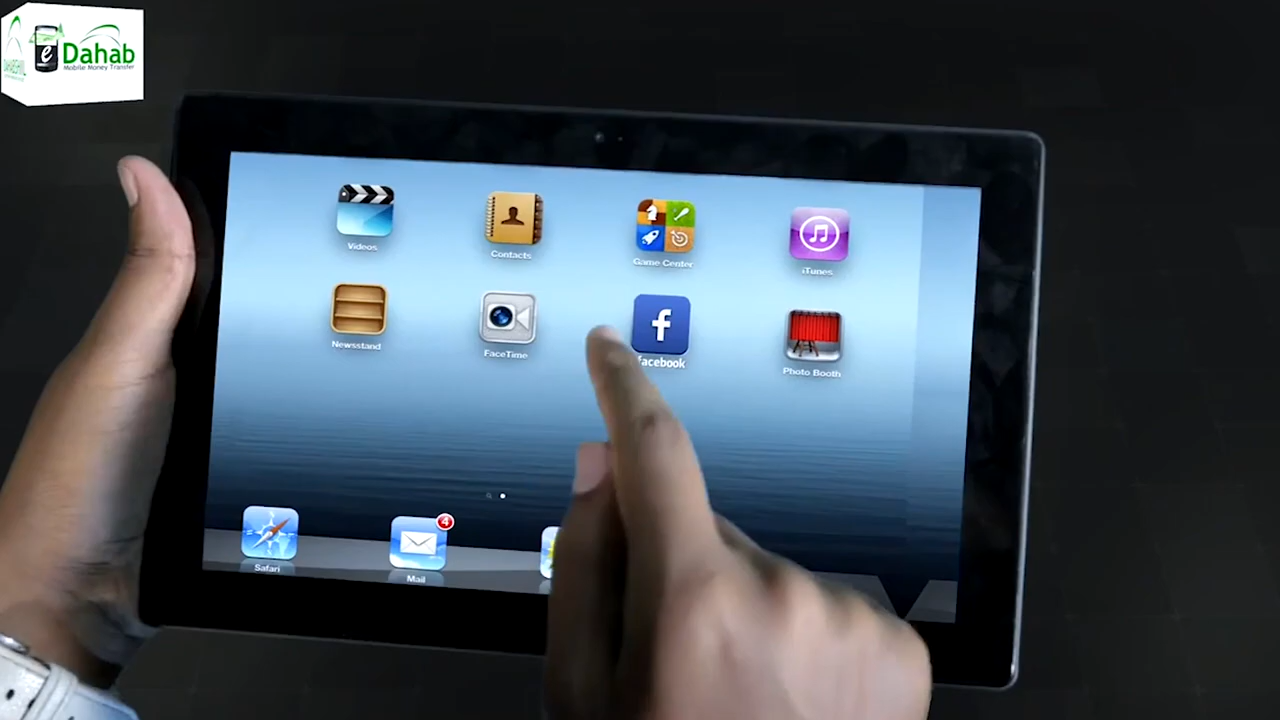 e Dahab
Mobile Money Transfer
Videos
Contacts
Game Center
iTunes
Newsstand
FaceTime
facebook
Photo Booth
4
Safari
Mail